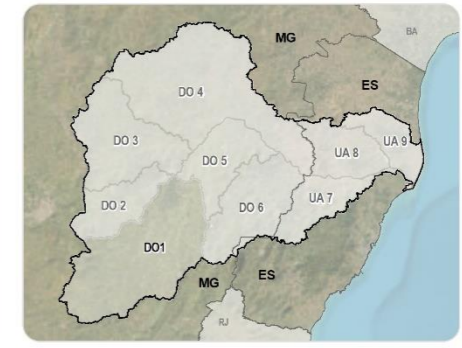 BA
MG
ES
DO 4
DO 3
DO 5
UA 8
UA 9
DO 2
DO 6
UA 7
DO1
MG
ES
RJ